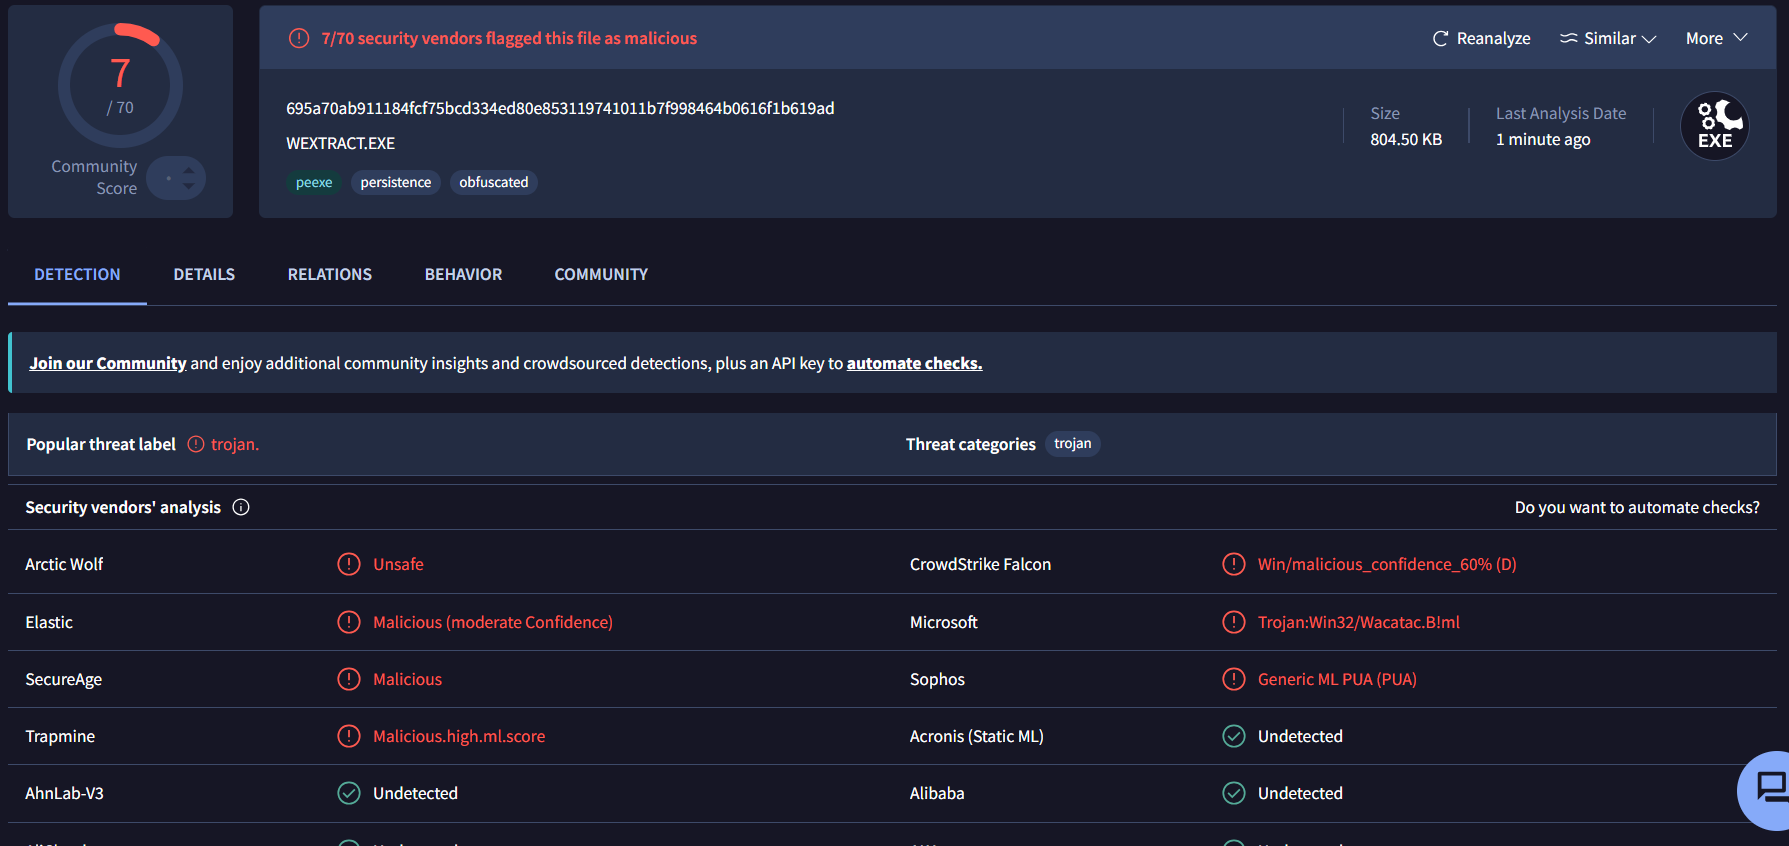 7
/ 70
Community
Score
7/70 security vendors flagged this file as malicious
Reanalyze
Similar
More
695a70ab911184fcf75bcd334ed80e853119741011b7f998464b0616f1b619ad
WEXTRACT.EXE
peexe
persistence
obfuscated
Size
804.50 KB
Last Analysis Date
1 minute ago
EXE
DETECTION
DETAILS
RELATIONS
BEHAVIOR
COMMUNITY
Join our Community and enjoy additional community insights and crowdsourced detections, plus an API key to automate checks.
Popular threat label
trojan.
Threat categories
trojan
Security vendors' analysis
Do you want to automate checks?
Arctic Wolf
Unsafe
CrowdStrike Falcon
Win/malicious_confidence_60% (D)
Elastic
Malicious (moderate Confidence)
Microsoft
Trojan:Win32/Wacatac.B!ml
SecureAge
Malicious
Sophos
Generic ML PUA (PUA)
Trapmine
Malicious.high.ml.score
Acronis (Static ML)
Undetected
AhnLab-V3
Undetected
Alibaba
Undetected